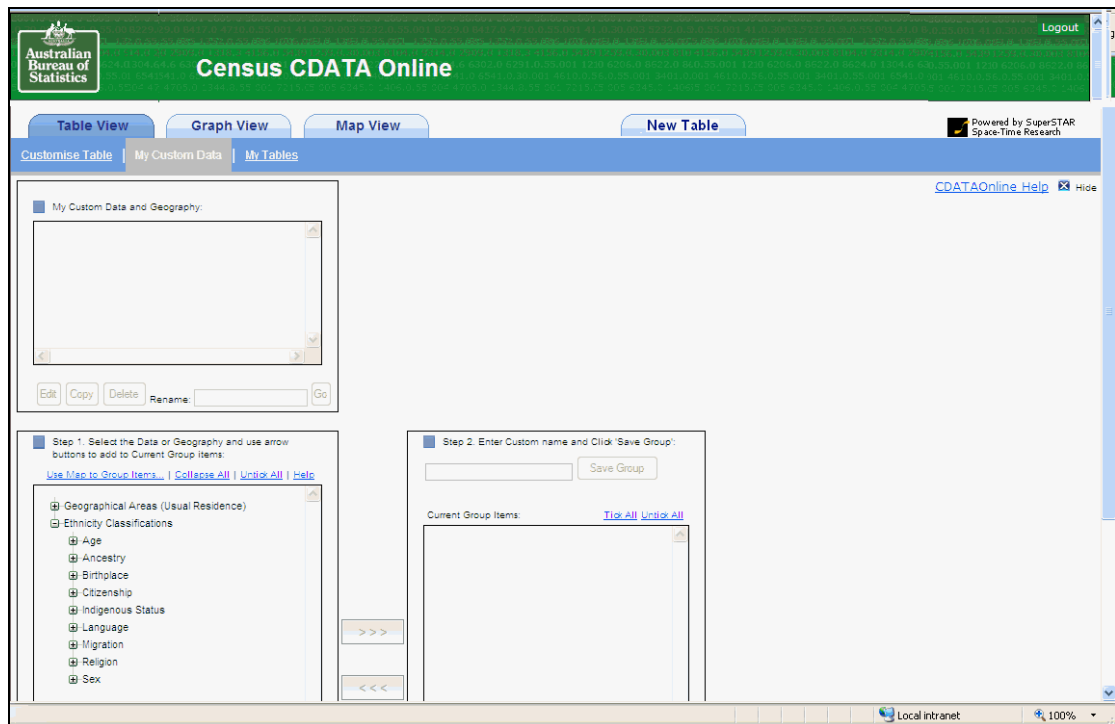 Logout
Australian
Bureau of
Statistics
Census CDATA Online
Table View
Graph View
Map View
New Table
Powered by SuperSTAR
Space-Time Research
Customise Table | My Custom Data | My Tables
CDATAOnline Help Hide
My Custom Data and Geography:
Edit Copy Delete Rename: Go
Step 1. Select the Data or Geography and use arrow
buttons to add to Current Group items:
Use Map to Group Items... | Collapse All | Untick All | Help
Geographical Areas (Usual Residence)
Ethnicity Classifications
Age
Ancestry
Birthplace
Citizenship
Indigenous Status
Language
Migration
Religion
Sex
>>>
<<<
Step 2. Enter Custom name and Click 'Save Group':
Save Group
Current Group Items: Tick All Untick All
Local intranet
100%